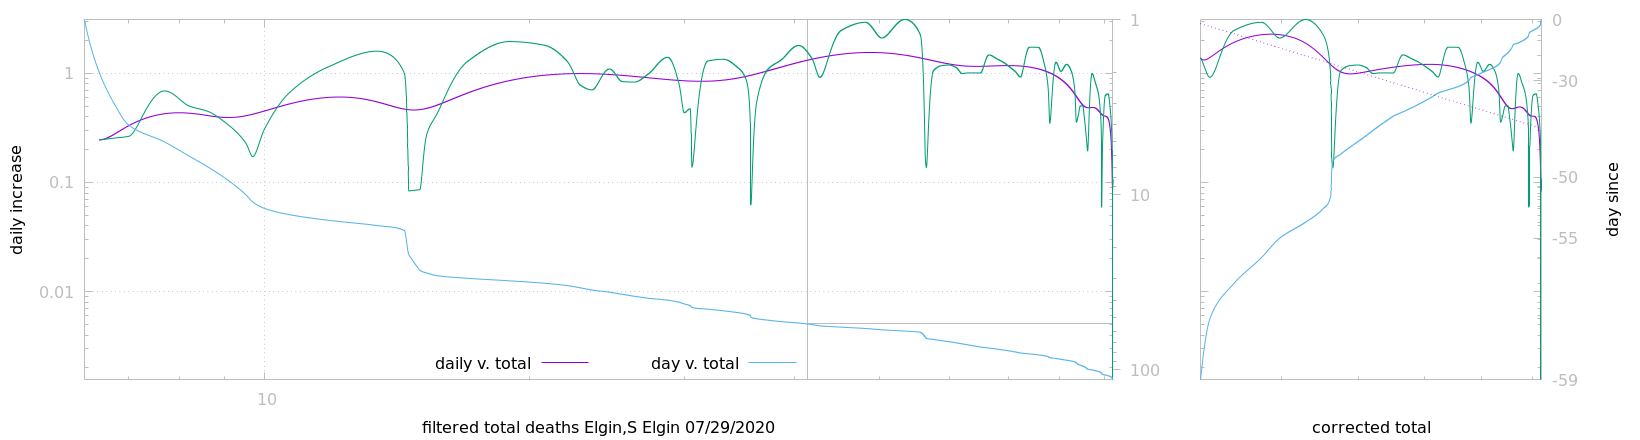 1
0.1
0.01
daily increase
10
daily v. total
day v. total
filtered total deaths Elgin,S Elgin 07/29/2020
1
10
100
0
-30
-50
-55
-59
day since
corrected total